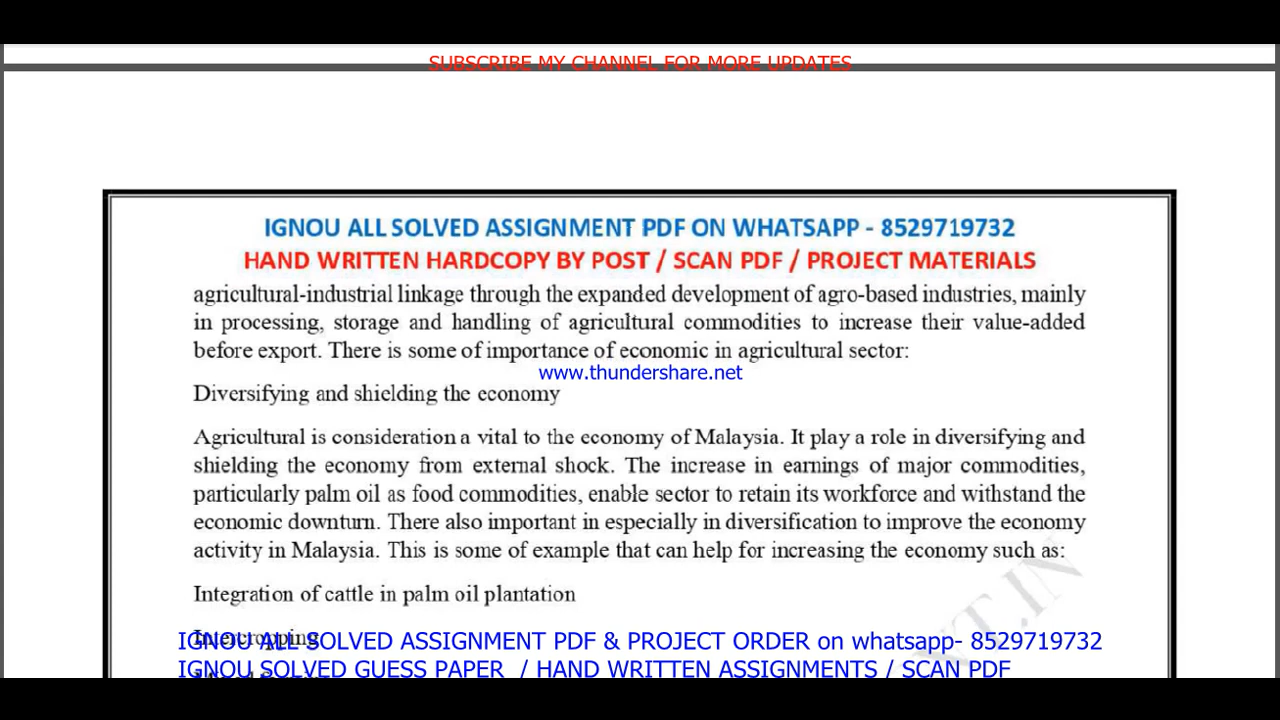 SUBSCRIBE MY CHANNEL FOR MORE UPDATES
IGNOU ALL SOLVED ASSIGNMENT PDF ON WHATSAPP - 8529719732
HAND WRITTEN HARDCOPY BY POST / SCAN PDF / PROJECT MATERIALS
agricultural-industrial linkage through the expanded development of agro-based industries, mainly
in processing, storage and handling of agricultural commodities to increase their value-added
before export. There is some of importance of economic in agricultural sector:
www.thundershare.net
Diversifying and shielding the economy
Agricultural is consideration a vital to the economy of Malaysia. It play a role in diversifying and
shielding the economy from external shock. The increase in earnings of major commodities,
particularly palm oil as food commodities, enable sector to retain its workforce and withstand the
economic downturn. There also important in especially in diversification to improve the economy
activity in Malaysia. This is some of example that can help for increasing the economy such as:
Integration of cattle in palm oil plantation
Intercropping
IGNOU ALL SOLVED ASSIGNMENT PDF & PROJECT ORDER on whatsapp- 8529719732
IGNOU SOLVED GUESS PAPER / HAND WRITTEN ASSIGNMENTS / SCAN PDF